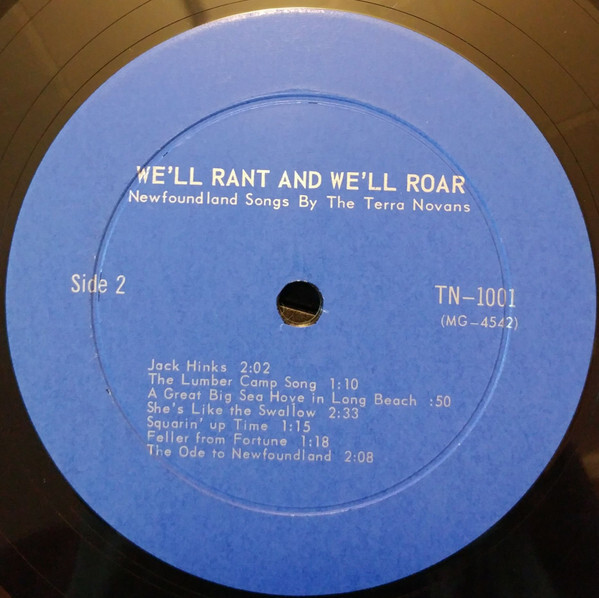 WE'LL RANT AND WE'LL ROAR
Newfoundland Songs By The Terra Novans
Side 2
TN-1001
(MG-4542)
Jack Hinks 2:02
The Lumber Camp Song 1:10
A Great Big Sea Hove in Long Beach :50
She's Like the Swallow 2:33
Squarin' up Time 1:15
Feller from Fortune 1:18
The Ode to Newfoundland 2:08